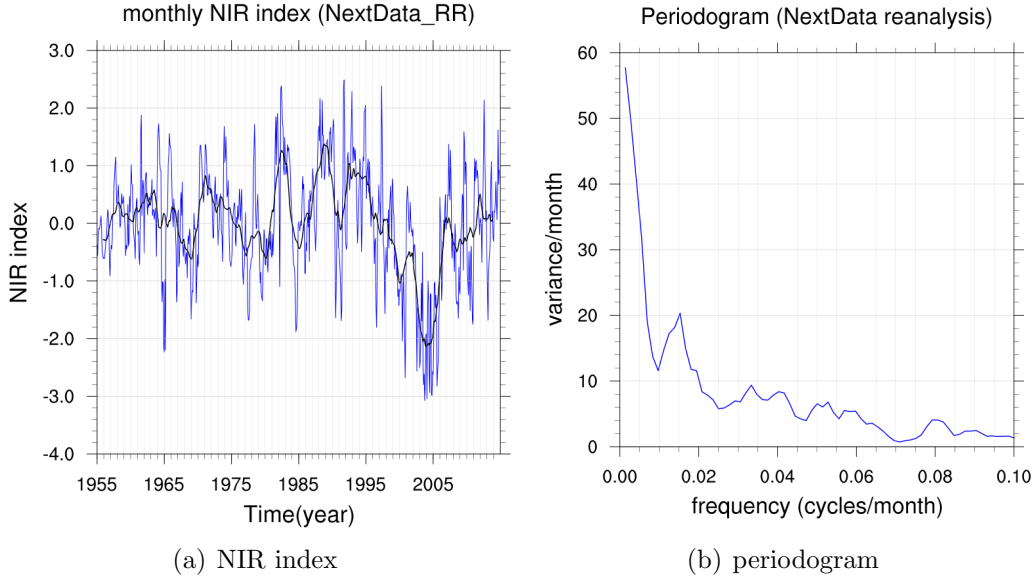 monthly NIR index (NextData_RR)
3.0
2.0
1.0
0.0
-1.0
-2.0
-3.0
-4.0
NIR index
1955 1965 1975 1985 1995 2005
Time(year)
(a) NIR index
Periodogram (NextData reanalysis)
60
50
40
30
20
10
0
variance/month
0.00 0.02 0.04 0.06 0.08 0.10
frequency (cycles/month)
(b) periodogram